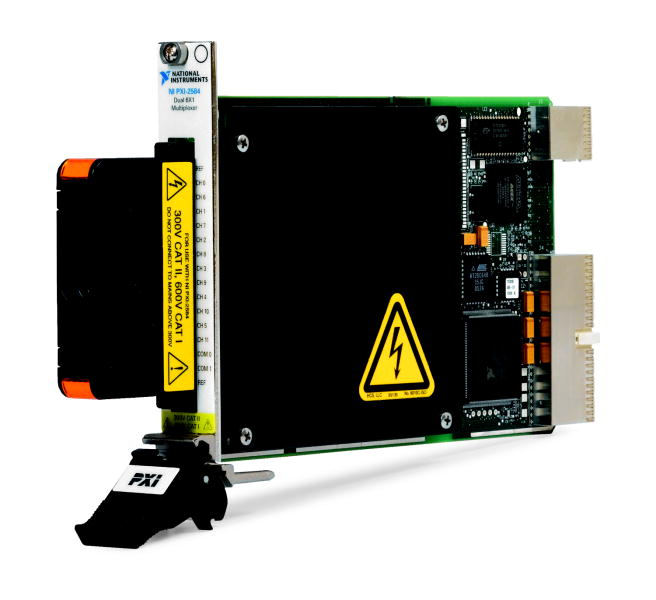 NATIONAL
INSTRUMENTS
NI PXI-2584
Dual 6X1
Multiplexer
REF
CH 0
CH 6
CH 1
CH 7
CH 2
CH 8
CH 3
CH 9
CH 4
CH 10
CH 5
CH 11
COM 0
COM 1
REF
FOR USE WITH NI PXI-2584
300V CAT II, 600V CAT I
DO NOT CONNECT TO MAINS ABOVE 300V
300V CAT II
CAT I
PXI
HCS, LLC